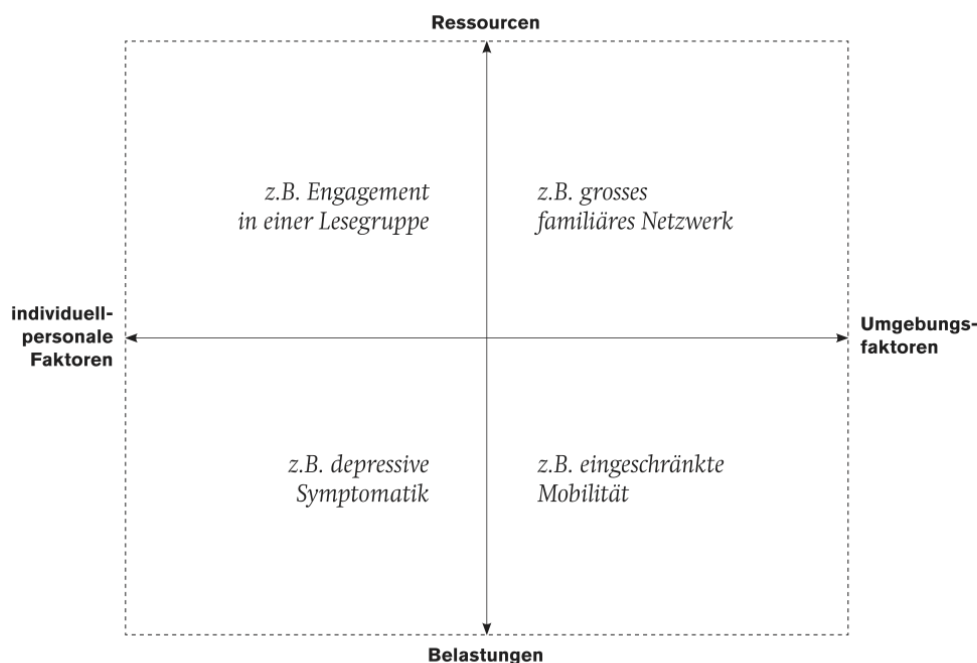 Ressourcen
z.B. Engagement
in einer Lesegruppe
z.B. grosses
familiäres Netzwerk
individuell-
personale
Faktoren
Umgebungs-
faktoren
z.B. depressive
Symptomatik
z.B. eingeschränkte
Mobilität
Belastungen